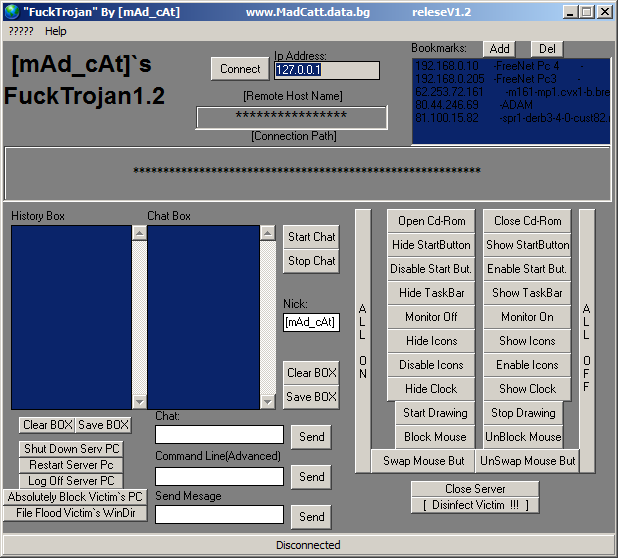 "FuckTrojan" By [mAd_cAt] www.MadCatt.data.bg releseV1.2
????? Help
[mAd_cAt]`s
FuckTrojan1.2
Connect
Ip Address:
127.0.0.1
[Remote Host Name]
****************
[Connection Path]
Bookmarks: Add Del
192.168.0.10 -FreeNet Pc 4 -
192.168.0.205 -FreeNet Pc3 -
62.253.72.161 -m161-mp1.cvx1-b.bre
80.44.246.69 -ADAM
81.100.15.82 -spr1-derb3-4-0-cust82.
**********************************************************
History Box
Chat Box
Start Chat
Stop Chat
Nick:
[mAd_cAt]
Clear BOX
Save BOX
Clear BOX Save BOX
Shut Down Serv PC
Restart Server Pc
Log Off Server Pc
Absolutely Block Victim`s PC
File Flood Victim`s WinDir
Chat:
Send
Command Line(Advanced)
Send
Send Mesage
Send
ALL ON
Open Cd-Rom Close Cd-Rom
Hide StartButton Show StartButton
Disable Start But. Enable Start But.
Hide TaskBar Show TaskBar
Monitor Off Monitor On
Hide Icons Show Icons
Disable Icons Enable Icons
Hide Clock Show Clock
Start Drawing Stop Drawing
Block Mouse UnBlock Mouse
Swap Mouse But UnSwap Mouse But
ALL OFF
Close Server
[ Disinfect Victim !!! ]
Disconnected